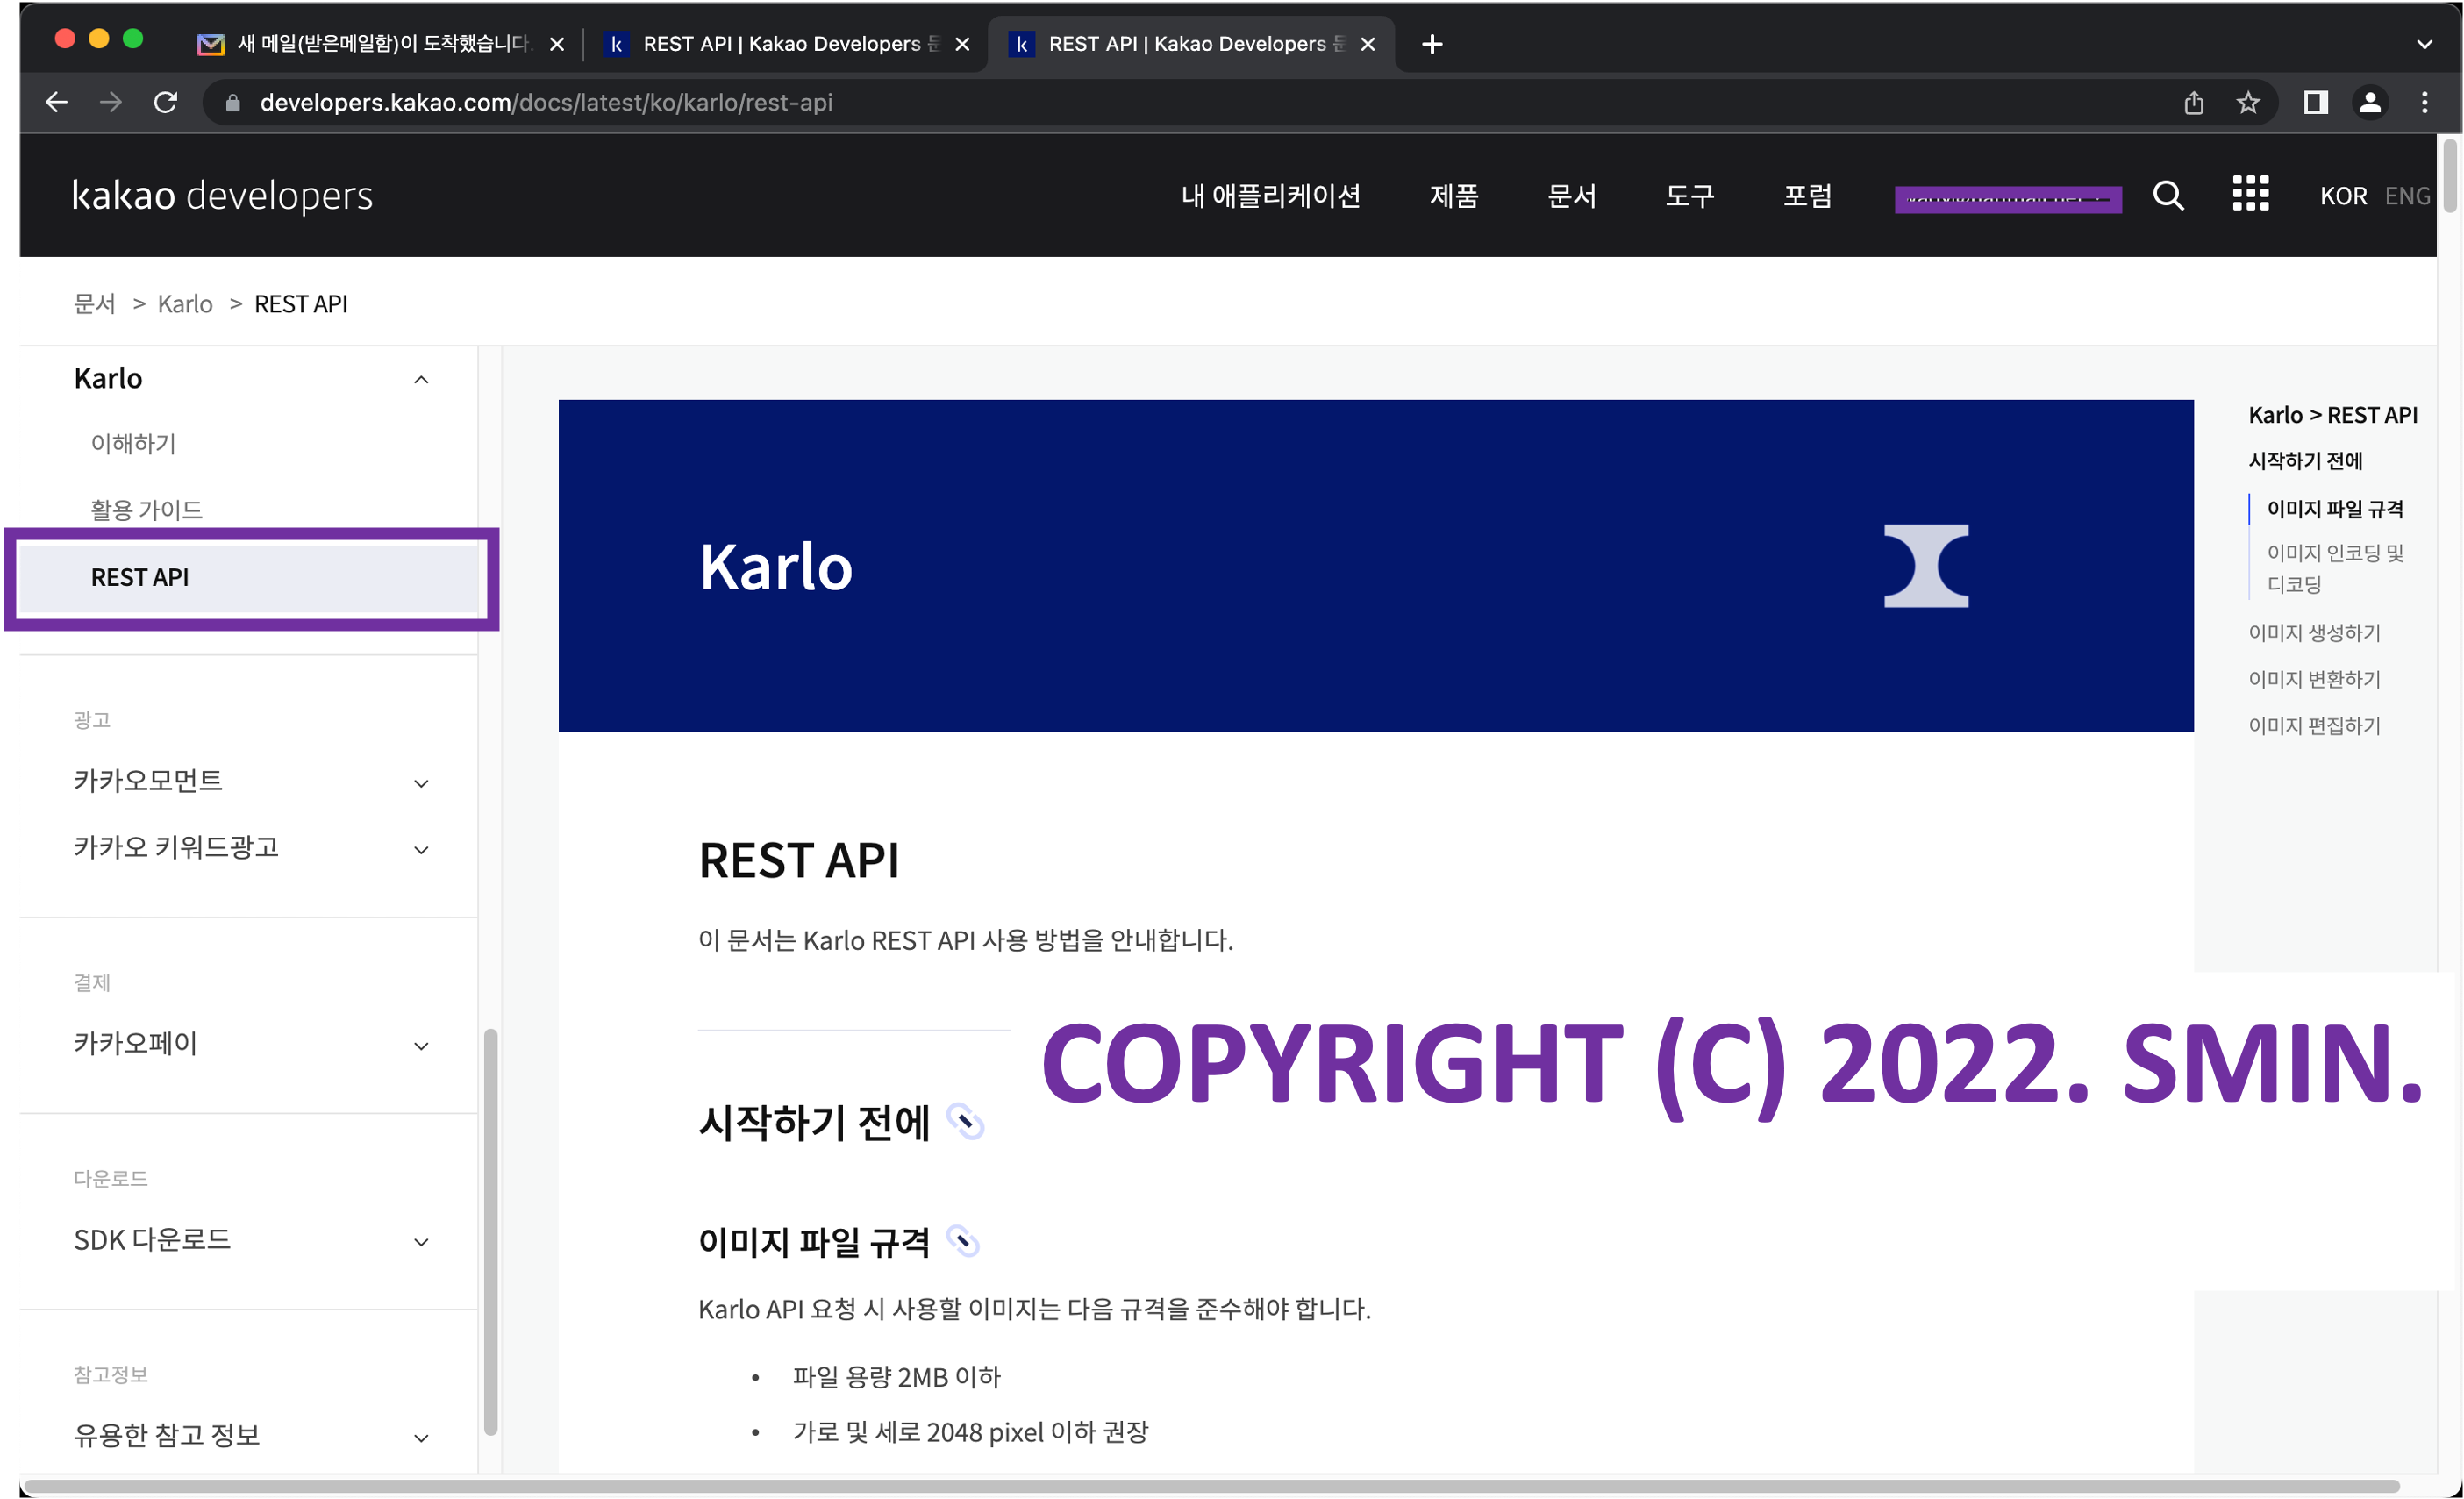 새 메일(받은메일함)이 도착했습니다.
REST API | Kakao Developers 문
REST API | Kakao Developers 문
developers.kakao.com/docs/latest/ko/karlo/rest-api
kakao developers
내 애플리케이션
제품
문서
도구
포럼
KOR ENG
문서 > Karlo > REST API
Karlo
이해하기
활용 가이드
REST API
광고
카카오모먼트
카카오 키워드광고
결제
카카오페이
다운로드
SDK 다운로드
참고정보
유용한 참고 정보
Karlo
REST API
이 문서는 Karlo REST API 사용 방법을 안내합니다.
COPYRIGHT (C) 2022. SMIN.
시작하기 전에
이미지 파일 규격
Karlo API 요청 시 사용할 이미지는 다음 규격을 준수해야 합니다.
• 파일 용량 2MB 이하
• 가로 및 세로 2048 pixel 이하 권장
Karlo > REST API
시작하기 전에
이미지 파일 규격
이미지 인코딩 및
디코딩
이미지 생성하기
이미지 변환하기
이미지 편집하기